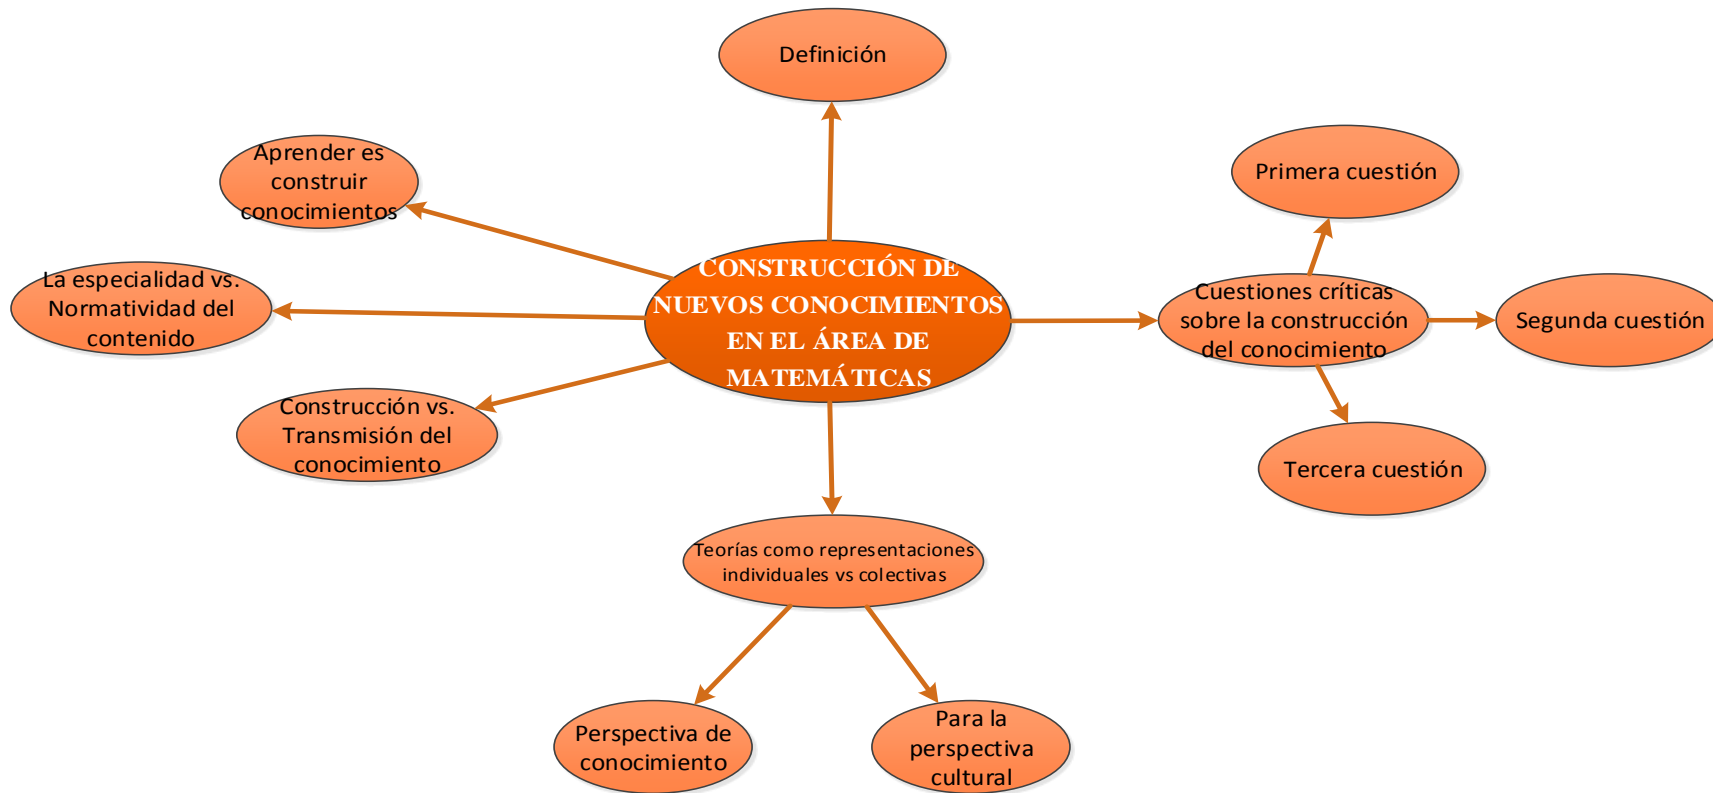 Definición
Aprender es
construir
conocimientos
Primera cuestión
La especialidad vs.
Normatividad del
contenido
CONSTRUCCIÓN DE
NUEVOS CONOCIMIENTOS
EN EL ÁREA DE
MATEMÁTICAS
Cuestiones críticas
sobre la construcción
del conocimiento
Segunda cuestión
Construcción vs.
Transmisión del
conocimiento
Tercera cuestión
Teorías como representaciones
individuales vs colectivas
Perspectiva de
conocimiento
Para la
perspectiva
cultural